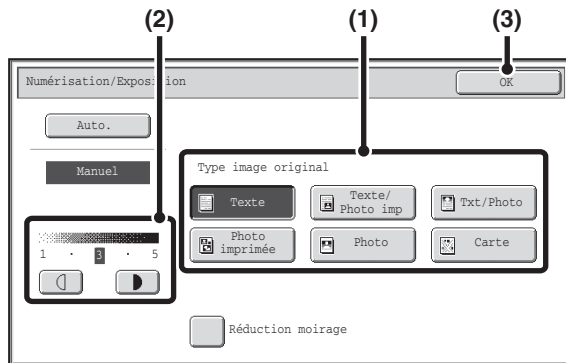 (2) (1) (3)
Numérisation/Exposition OK
Auto.
Manuel
Type image original
Texte
Texte/
Photo imp
Txt/Photo
Photo
imprimée
Photo
Carte
1 · 3 · 5
Réduction moirage